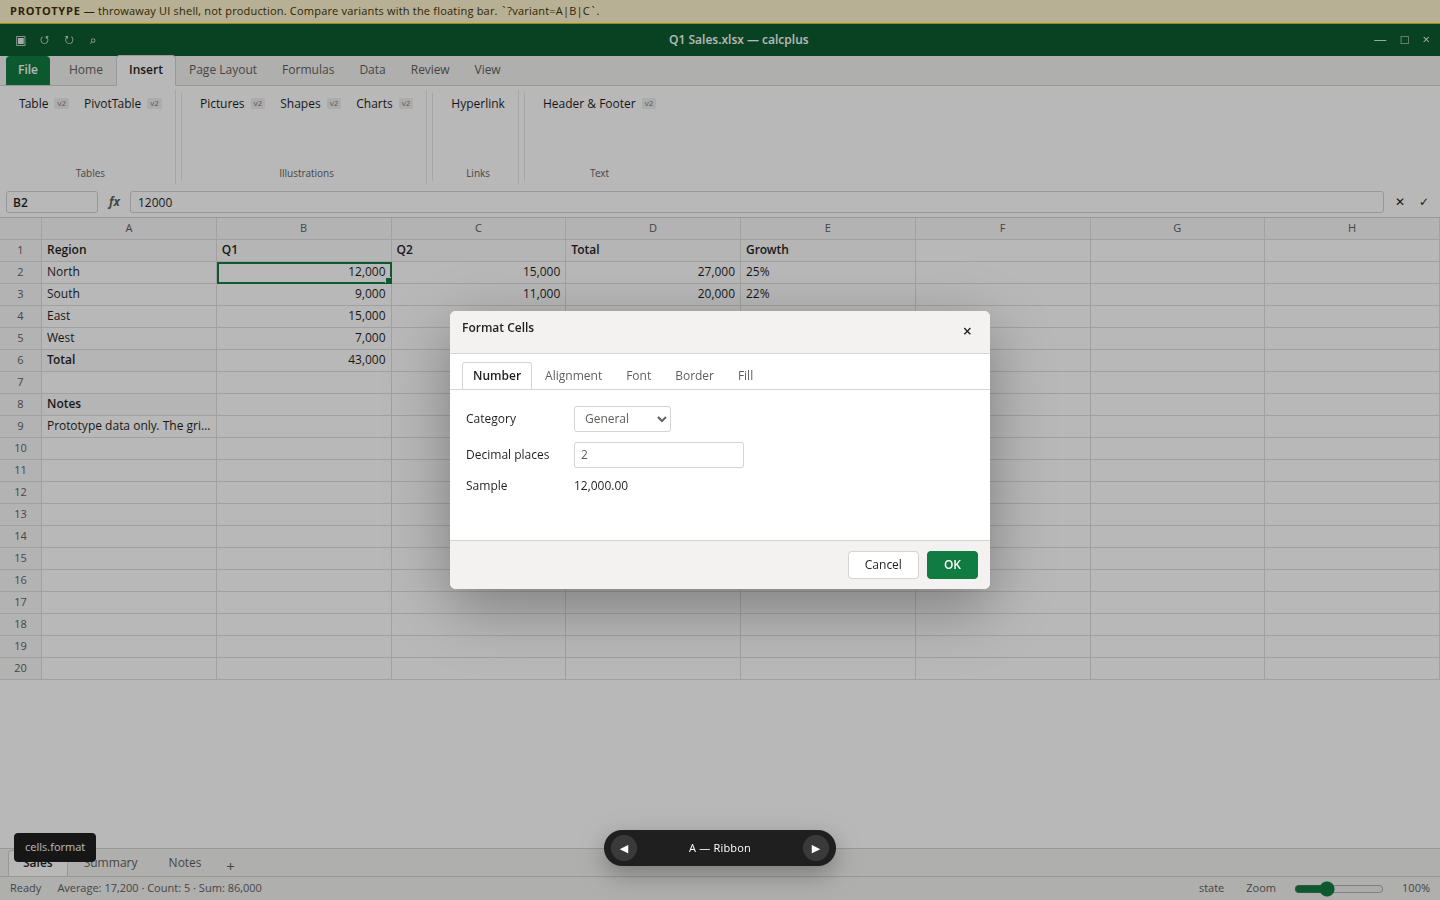 PROTOTYPE — throwaway UI shell, not production. Compare variants with the floating bar. `?variant=A|B|C`.
Q1 Sales.xlsx — calcplus
File Home Insert Page Layout Formulas Data Review View
Table v2 PivotTable v2 Pictures v2 Shapes v2 Charts v2 Hyperlink Header & Footer v2
Tables Illustrations Links Text
B2 fx 12000 ✕ ✓
A B C D E F G H
1 Region Q1 Q2 Total Growth
2 North 12,000 15,000 27,000 25%
3 South 9,000 11,000 20,000 22%
4 East 15,000
5 West 7,000
6 Total 43,000
7
8 Notes
9 Prototype data only. The gri...
10
11
12
13
14
15
16
17
18
19
20
Format Cells ×
Number Alignment Font Border Fill
Category General
Decimal places 2
Sample 12,000.00
Cancel OK
cells.format
◀ A — Ribbon ▶
Sales Summary Notes +
Ready Average: 17,200 · Count: 5 · Sum: 86,000 state Zoom 100%